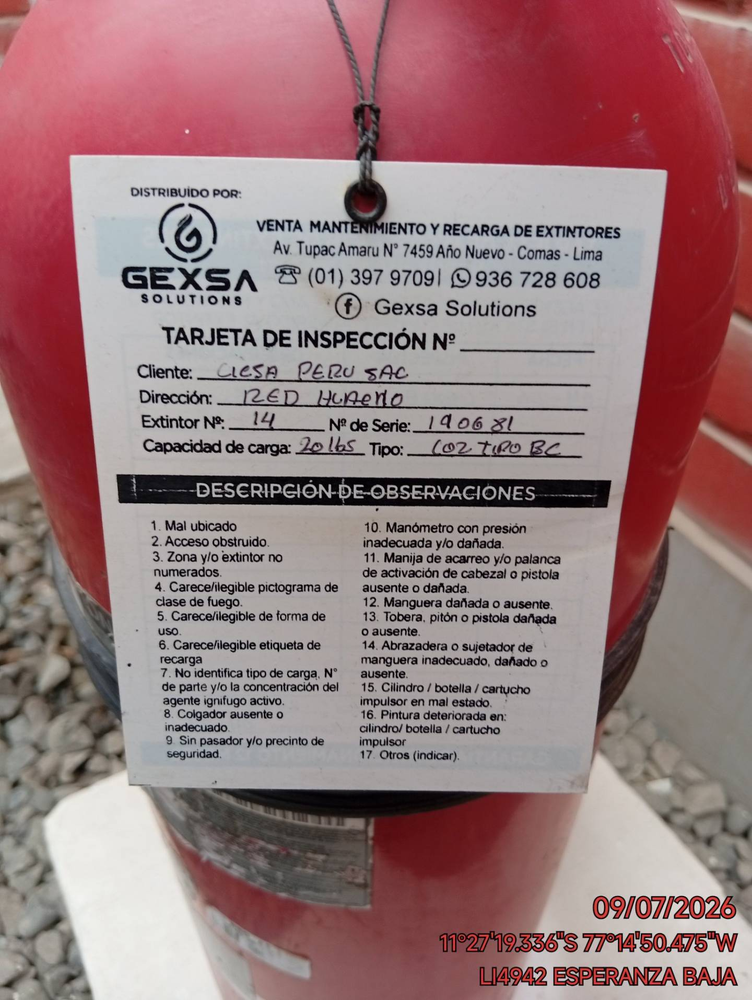 DISTRIBUÍDO POR:
GEXSA
SOLUTIONS
VENTA MANTENIMIENTO Y RECARGA DE EXTINTORES
Av. Tupac Amaru N° 7459 Año Nuevo - Comas - Lima
(01) 397 9709| 936 728 608
Gexsa Solutions
TARJETA DE INSPECCIÓN Nº
Cliente: CIESA PERU SAC
Dirección: RED HUACHO
Extintor Nº: 14 Nº de Serie: 190681
Capacidad de carga: 20 lbs Tipo: CO2 TIPO BC
DESCRIPCIÓN DE OBSERVACIONES
1. Mal ubicado
2. Acceso obstruido.
3. Zona y/o extintor no
numerados.
4. Carece/ilegible pictograma de
clase de fuego.
5. Carece/ilegible de forma de
uso.
6. Carece/ilegible etiqueta de
recarga
7. No identifica tipo de carga, N°
de parte y/o la concentración del
agente ignifugo activo.
8. Colgador ausente o
inadecuado.
9. Sin pasador y/o precinto de
seguridad.
10. Manómetro con presión
inadecuada y/o dañada.
11. Manija de acarreo y/o palanca
de activación de cabezal o pistola
ausente o dañada.
12. Manguera dañada o ausente.
13. Tobera, pitón o pistola dañada
o ausente.
14. Abrazadera o sujetador de
manguera inadecuado, dañado o
ausente.
15. Cilindro / botella / cartucho
impulsor en mal estado.
16. Pintura deteriorada en:
cilindro/ botella / cartucho
impulsor
17. Otros (indicar).
09/07/2026
11°27'19.336"S 77°14'50.475"W
LI4942 ESPERANZA BAJA